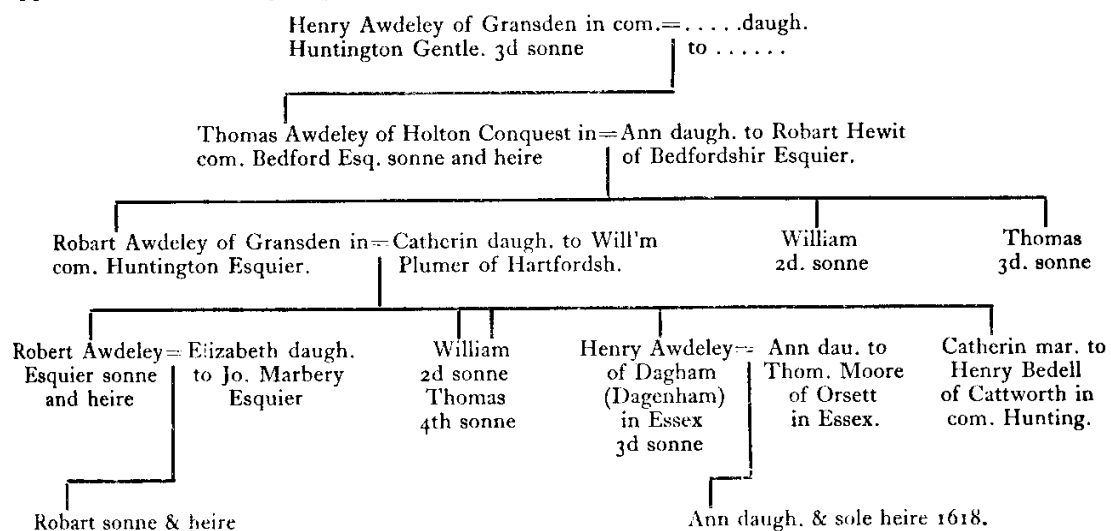 Henry Awdeley of Gransden in com.=. . . . .daugh.
Huntington Gentle. 3d sonne to . . . . . .
Thomas Awdeley of Holton Conquest in=Ann daugh. to Robart Hewit
com. Bedford Esq. sonne and heire of Bedfordshir Esquier.
Robart Awdeley of Gransden in=Catherin daugh. to Will'm
com. Huntington Esquier. Plumer of Hartfordsh.
William
2d. sonne
Thomas
3d. sonne
Robert Awdeley=Elizabeth daugh.
Esquier sonne to Jo. Marbery
and heire Esquier
William
2d sonne
Thomas
4th sonne
Henry Awdeley=Ann dau. to
of Dagham Thom. Moore
(Dagenham) of Orsett
in Essex in Essex.
3d sonne
Catherin mar. to
Henry Bedell
of Cattworth in
com. Hunting.
Robart sonne & heire
Ann daugh. & sole heire 1618.